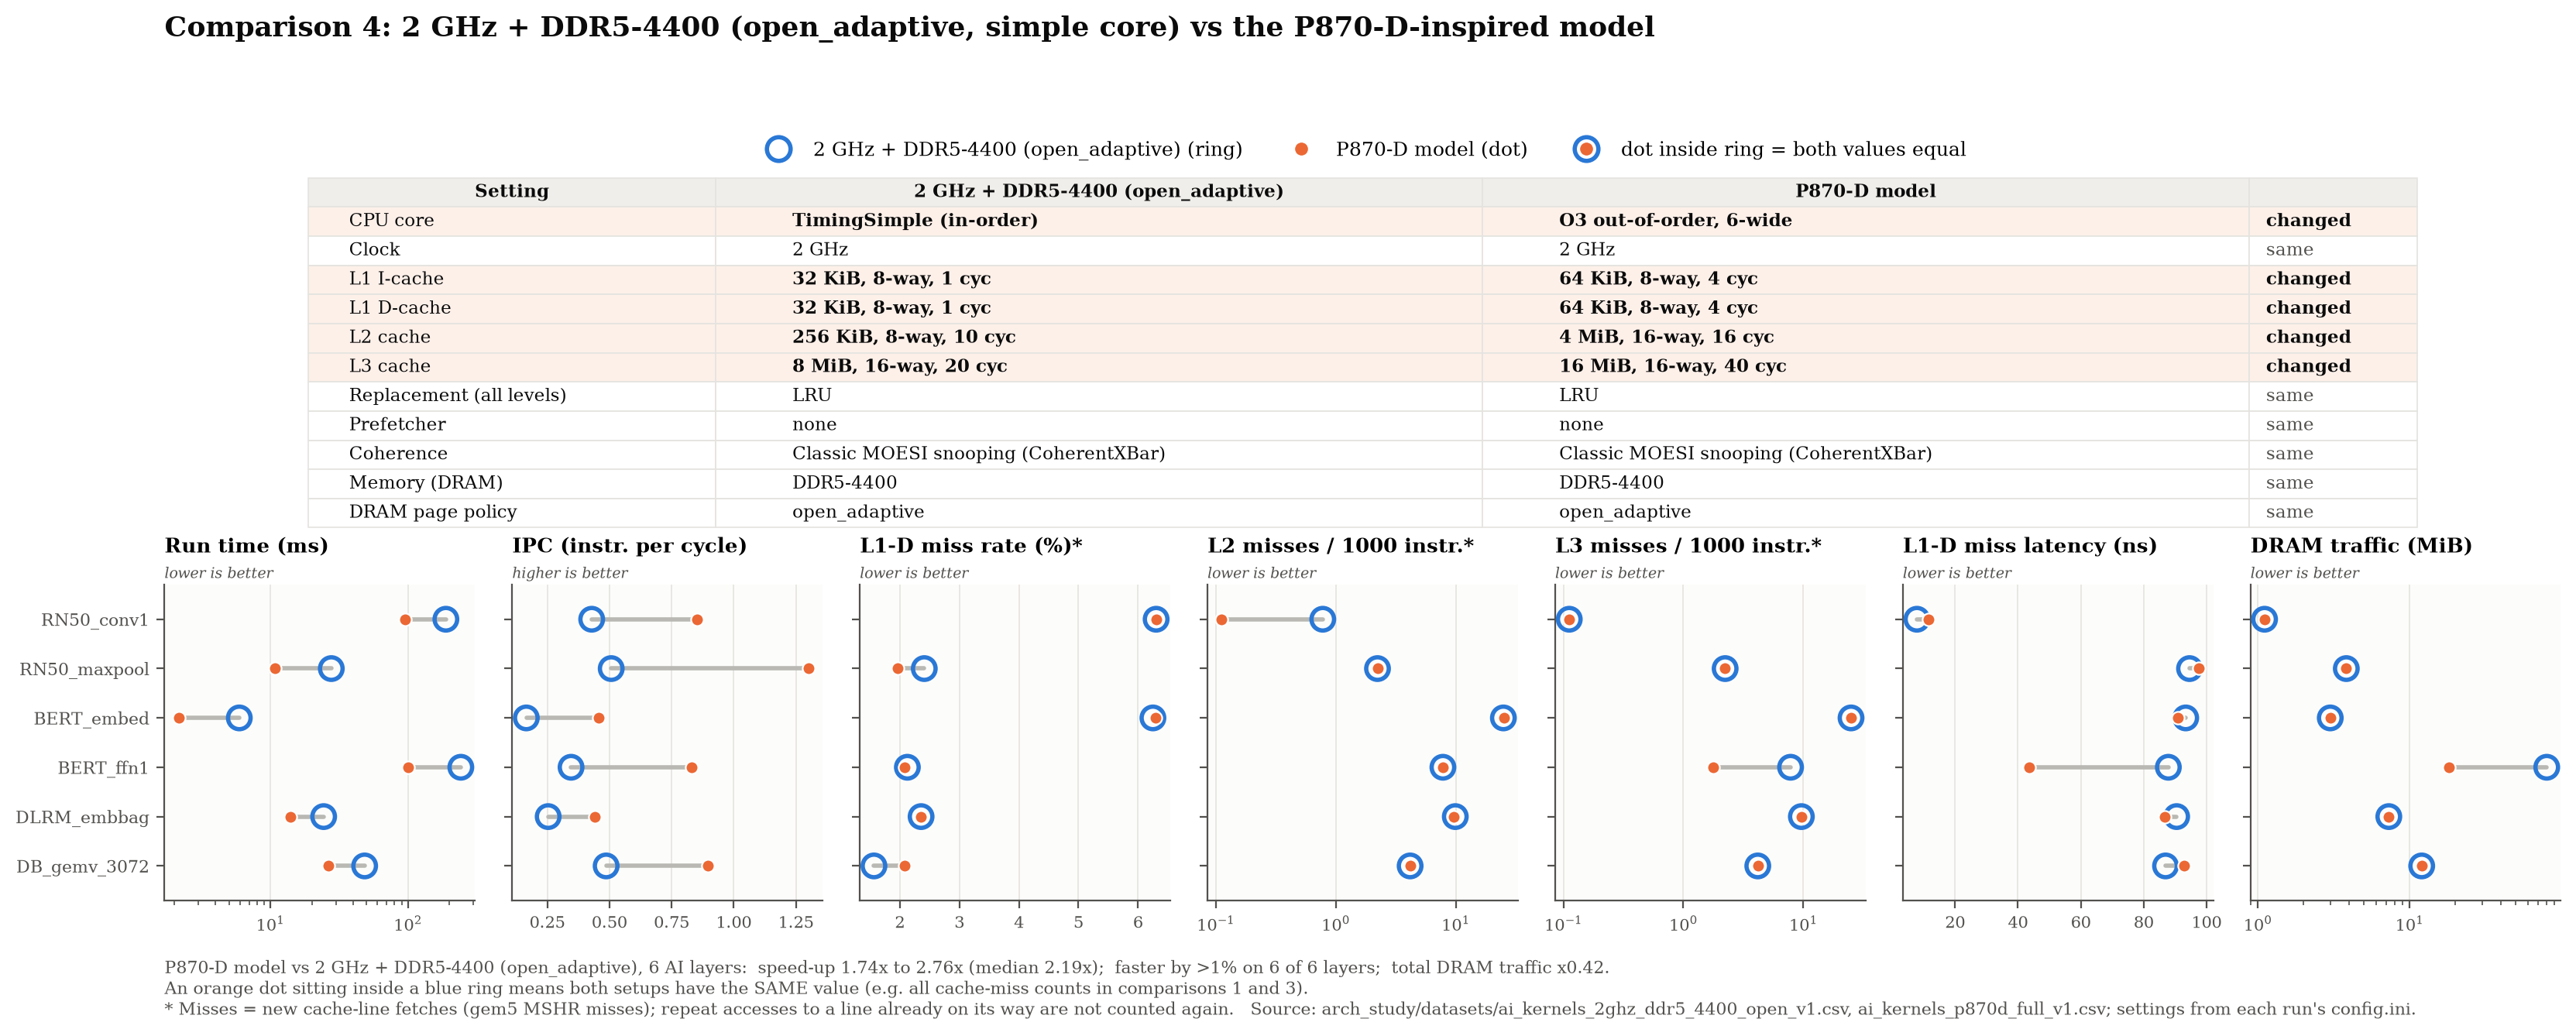 Comparison 4: 2 GHz + DDR5-4400 (open_adaptive, simple core) vs the P870-D-inspired model
2 GHz + DDR5-4400 (open_adaptive) (ring) P870-D model (dot) dot inside ring = both values equal
Setting 2 GHz + DDR5-4400 (open_adaptive) P870-D model
CPU core TimingSimple (in-order) O3 out-of-order, 6-wide changed
Clock 2 GHz 2 GHz same
L1 I-cache 32 KiB, 8-way, 1 cyc 64 KiB, 8-way, 4 cyc changed
L1 D-cache 32 KiB, 8-way, 1 cyc 64 KiB, 8-way, 4 cyc changed
L2 cache 256 KiB, 8-way, 10 cyc 4 MiB, 16-way, 16 cyc changed
L3 cache 8 MiB, 16-way, 20 cyc 16 MiB, 16-way, 40 cyc changed
Replacement (all levels) LRU LRU same
Prefetcher none none same
Coherence Classic MOESI snooping (CoherentXBar) Classic MOESI snooping (CoherentXBar) same
Memory (DRAM) DDR5-4400 DDR5-4400 same
DRAM page policy open_adaptive open_adaptive same
Run time (ms) IPC (instr. per cycle) L1-D miss rate (%)* L2 misses / 1000 instr.* L3 misses / 1000 instr.* L1-D miss latency (ns) DRAM traffic (MiB)
lower is better higher is better lower is better lower is better lower is better lower is better lower is better
RN50_conv1
RN50_maxpool
BERT_embed
BERT_ffn1
DLRM_embbag
DB_gemv_3072
10¹ 10² 0.25 0.50 0.75 1.00 1.25 2 3 4 5 6 10⁻¹ 10⁰ 10¹ 10⁻¹ 10⁰ 10¹ 20 40 60 80 100 10⁰ 10¹
P870-D model vs 2 GHz + DDR5-4400 (open_adaptive), 6 AI layers: speed-up 1.74x to 2.76x (median 2.19x); faster by >1% on 6 of 6 layers; total DRAM traffic x0.42.
An orange dot sitting inside a blue ring means both setups have the SAME value (e.g. all cache-miss counts in comparisons 1 and 3).
* Misses = new cache-line fetches (gem5 MSHR misses); repeat accesses to a line already on its way are not counted again. Source: arch_study/datasets/ai_kernels_2ghz_ddr5_4400_open_v1.csv, ai_kernels_p870d_full_v1.csv; settings from each run's config.ini.